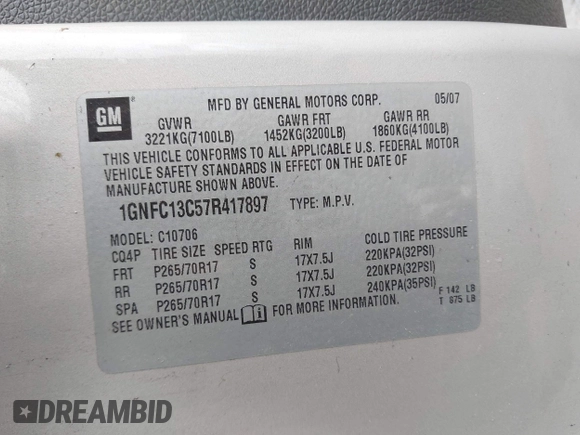 GM
MFD BY GENERAL MOTORS CORP. 05/07
GVWR GAWR FRT GAWR RR
3221KG(7100LB) 1452KG(3200LB) 1860KG(4100LB)
THIS VEHICLE CONFORMS TO ALL APPLICABLE U.S. FEDERAL MOTOR
VEHICLE SAFETY STANDARDS IN EFFECT ON THE DATE OF
MANUFACTURE SHOWN ABOVE.
1GNFC13C57R417897 TYPE: M.P.V.
MODEL: C10706
CQ4P TIRE SIZE SPEED RTG RIM COLD TIRE PRESSURE
FRT P265/70R17 S 17X7.5J 220KPA(32PSI)
RR P265/70R17 S 17X7.5J 220KPA(32PSI)
SPA P265/70R17 S 17X7.5J 240KPA(35PSI)
F 142 LB
T 875 LB
SEE OWNER'S MANUAL FOR MORE INFORMATION.
DREAMBID